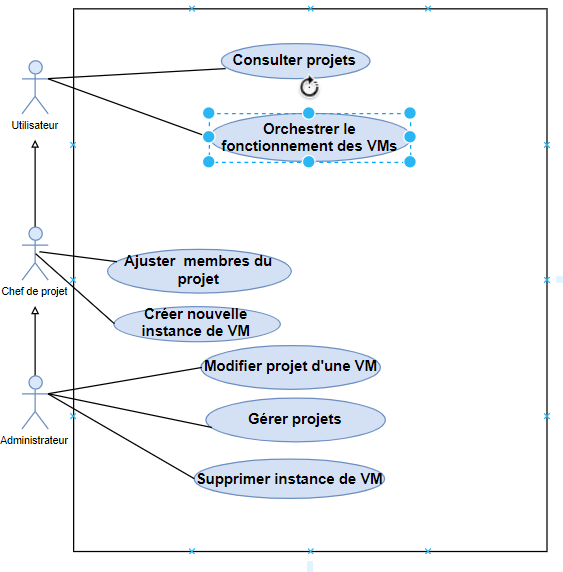 Consulter projets
Utilisateur
Orchestrer le
fonctionnement des VMs
Chef de projet
Ajuster membres du
projet
Créer nouvelle
instance de VM
Modifier projet d'une VM
Administrateur
Gérer projets
Supprimer instance de VM